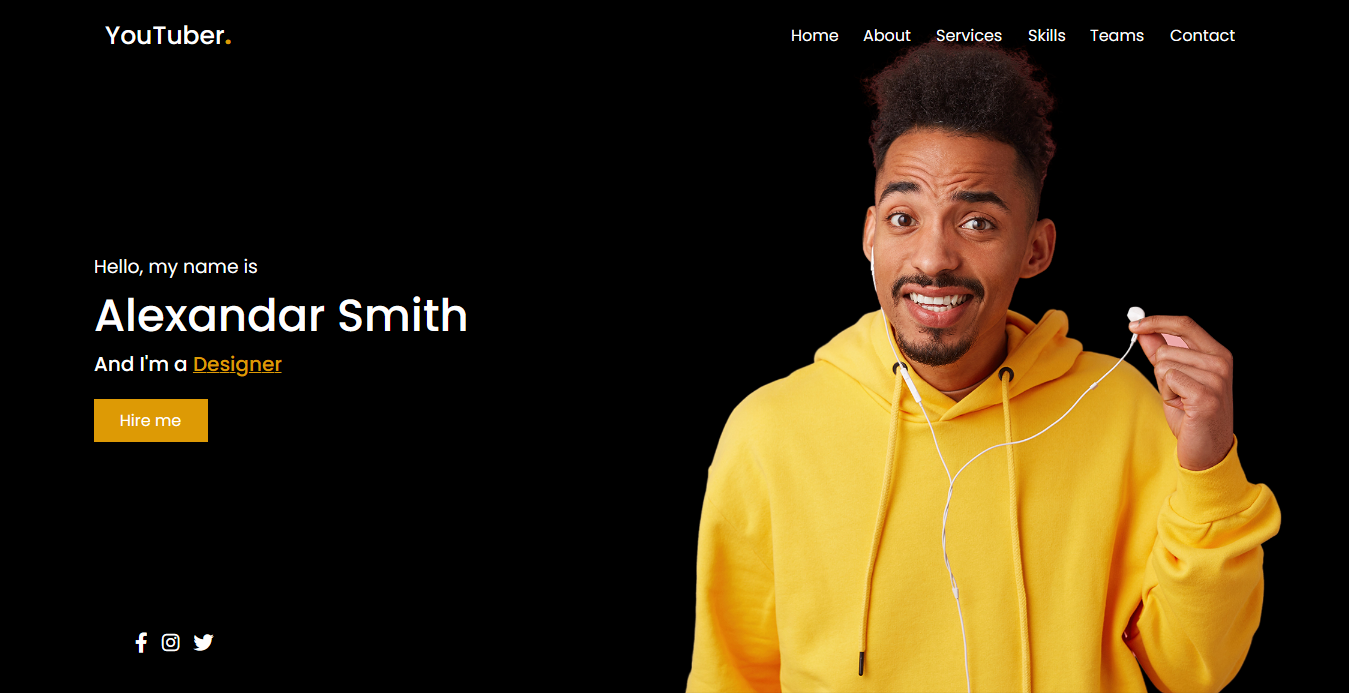 YouTuber.
Home About Services Skills Teams Contact
Hello, my name is
Alexandar Smith
And I'm a Designer
Hire me